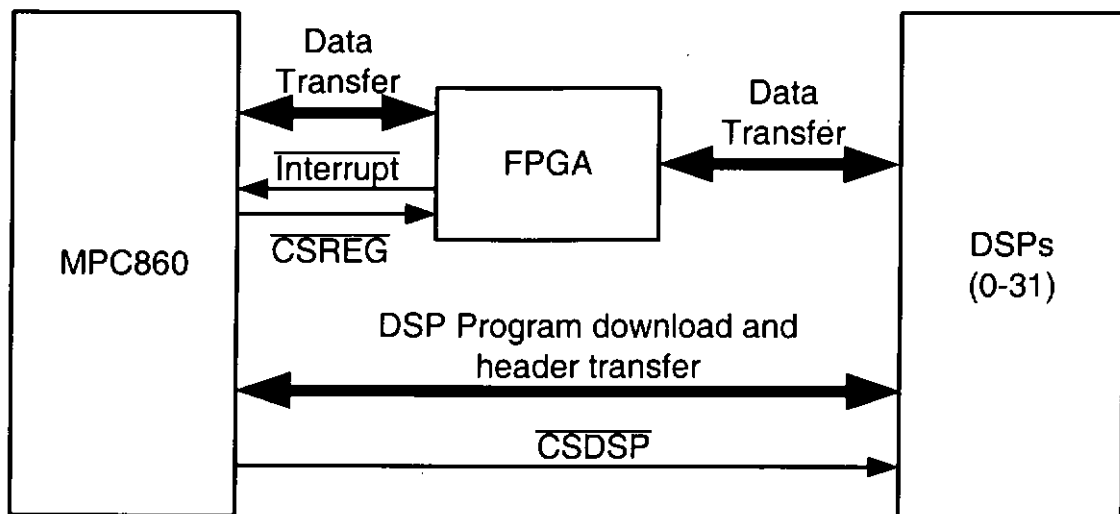 Data
Transfer
Data
Transfer
Interrupt
FPGA
CSREG
MPC860
DSPs
(0-31)
DSP Program download and
header transfer
CSDSP